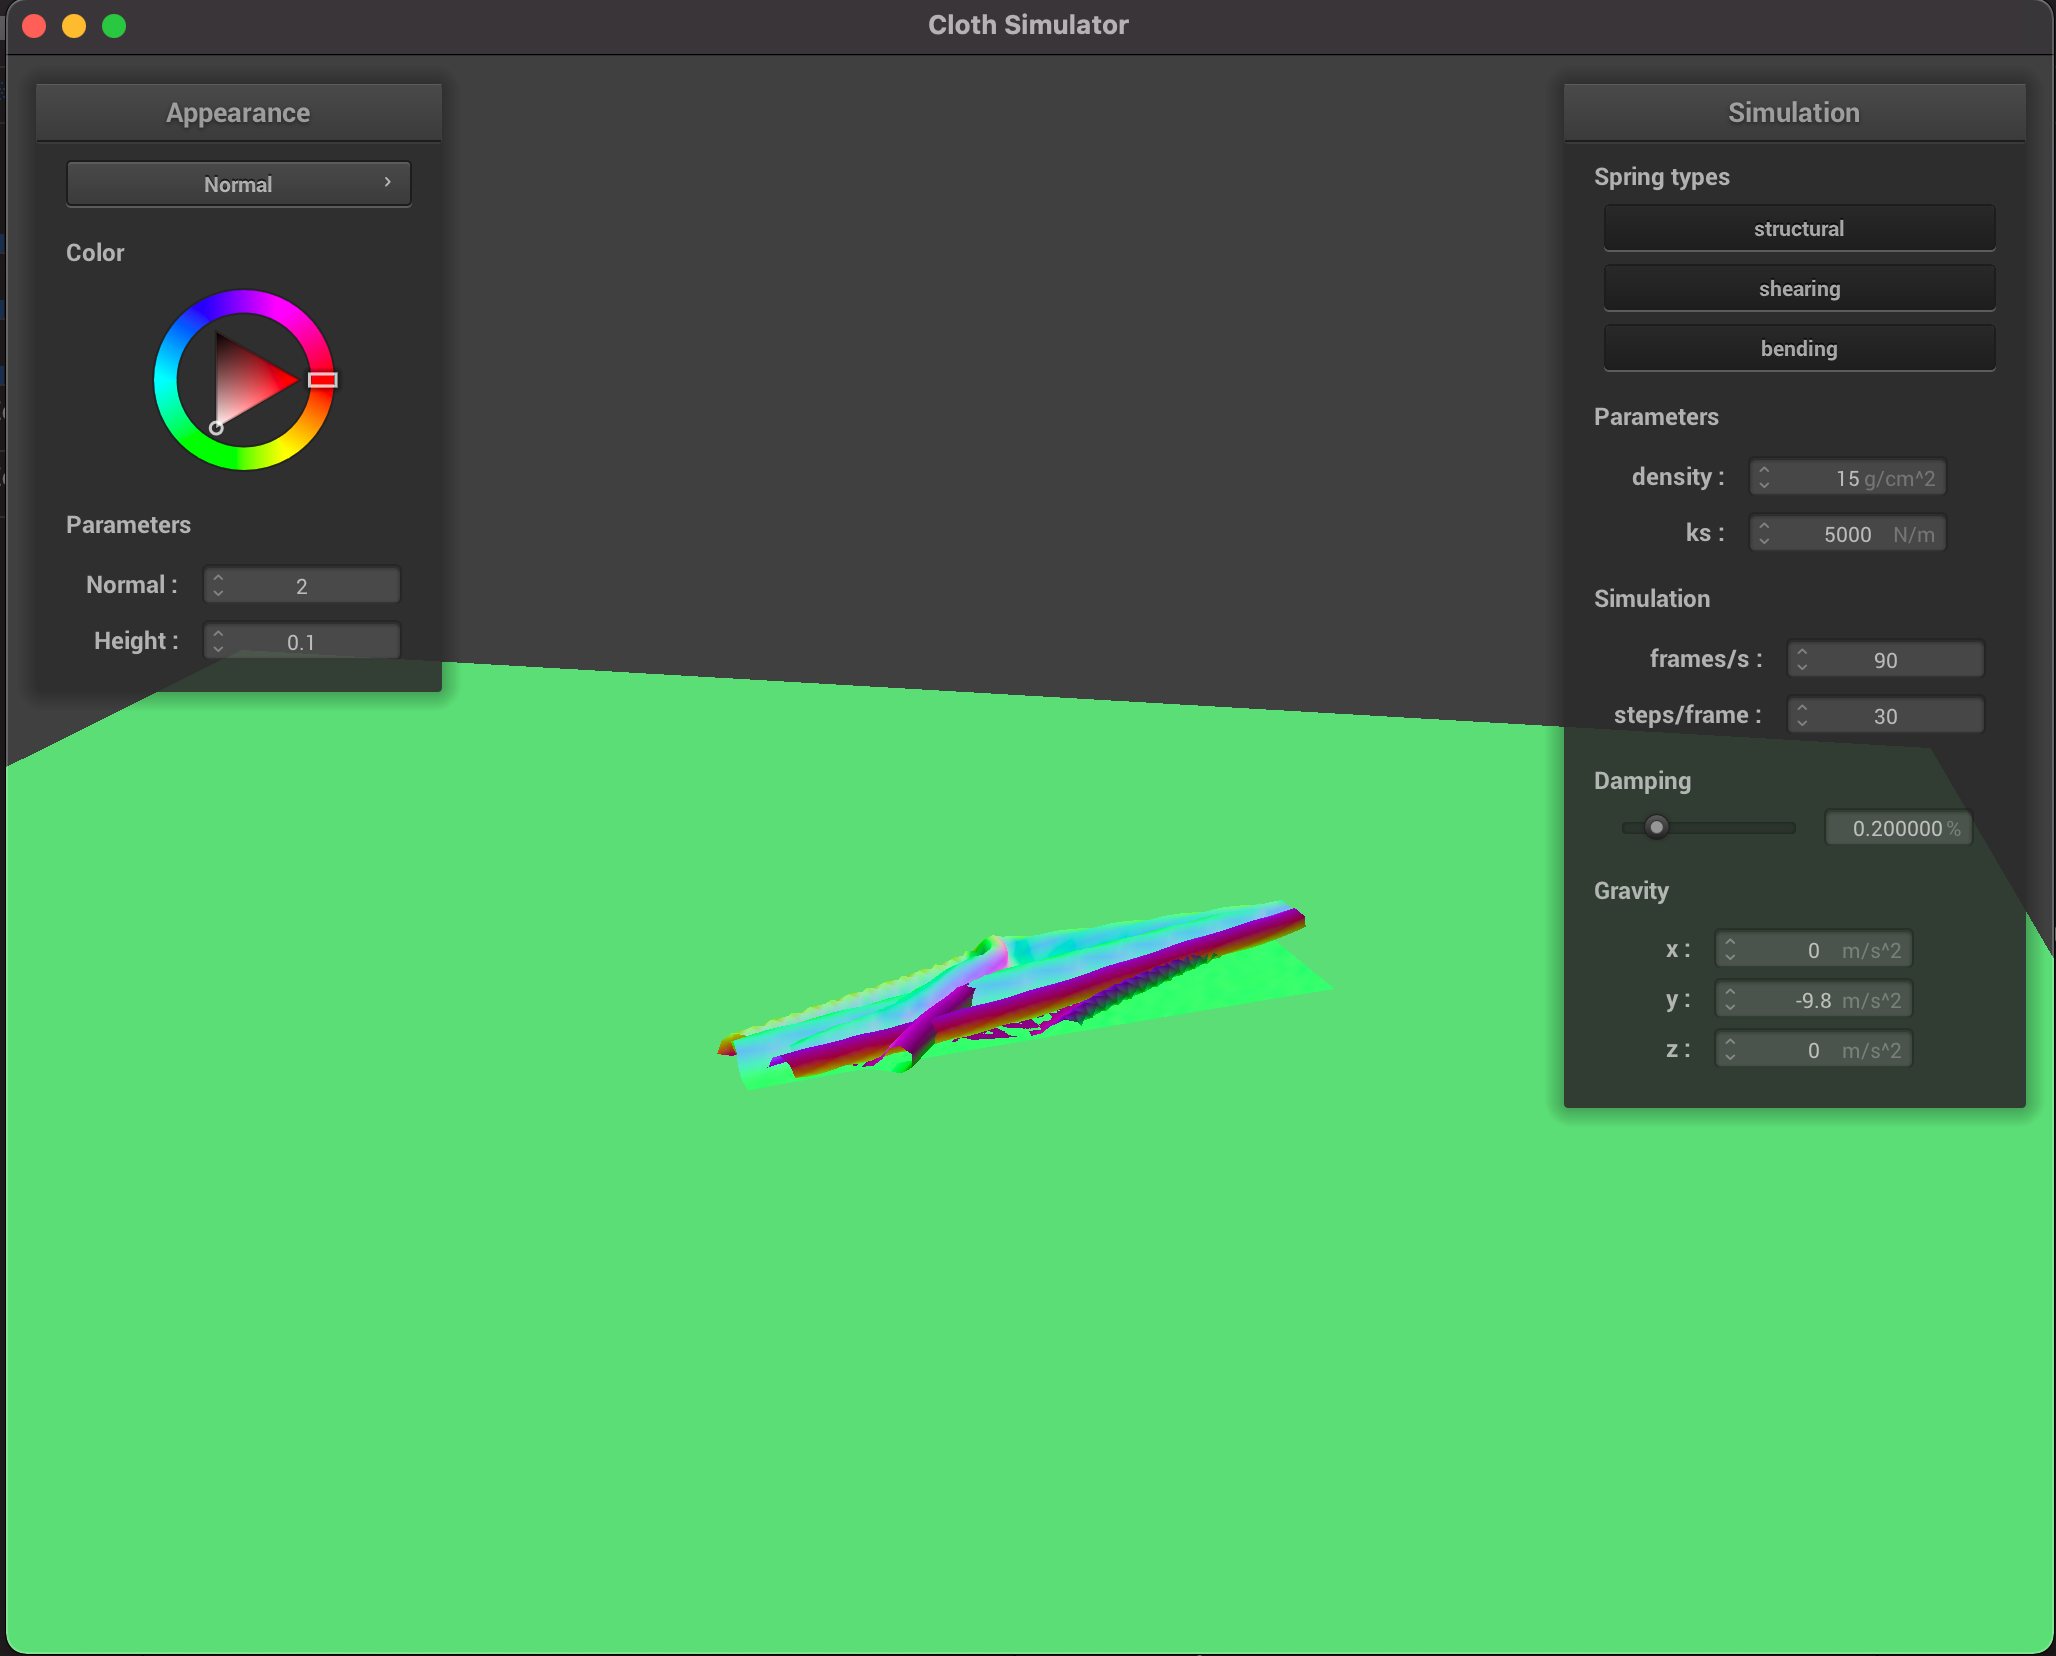 Cloth Simulator
Appearance
Normal
Color
Parameters
Normal : 2
Height : 0.1
Simulation
Spring types
structural
shearing
bending
Parameters
density : 15 g/cm^2
ks : 5000 N/m
Simulation
frames/s : 90
steps/frame : 30
Damping
0.200000 %
Gravity
x : 0 m/s^2
y : -9.8 m/s^2
z : 0 m/s^2